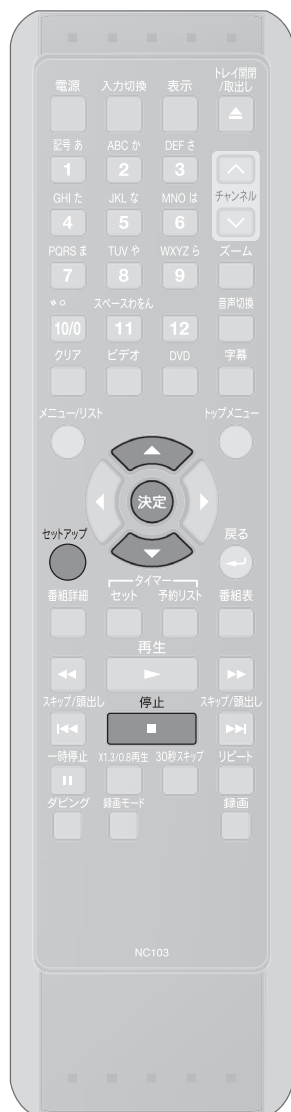 電源 入力切換 表示 トレイ開閉/取出し
記号 あ ABC か DEF さ
1 2 3
GHI た JKL な MNO は チャンネル
4 5 6
PQRS ま TUV や WXYZ ら ズーム
7 8 9
゛゜ スペースわをん 音声切換
10/0 11 12
クリア ビデオ DVD 字幕
メニュー/リスト トップメニュー
決定
セットアップ 戻る
タイマー
番組詳細 セット 予約リスト 番組表
再生
スキップ/頭出し 停止 スキップ/頭出し
一時停止 X1.3/0.8再生 30秒スキップ リピート
ダビング 録画モード 録画
NC103